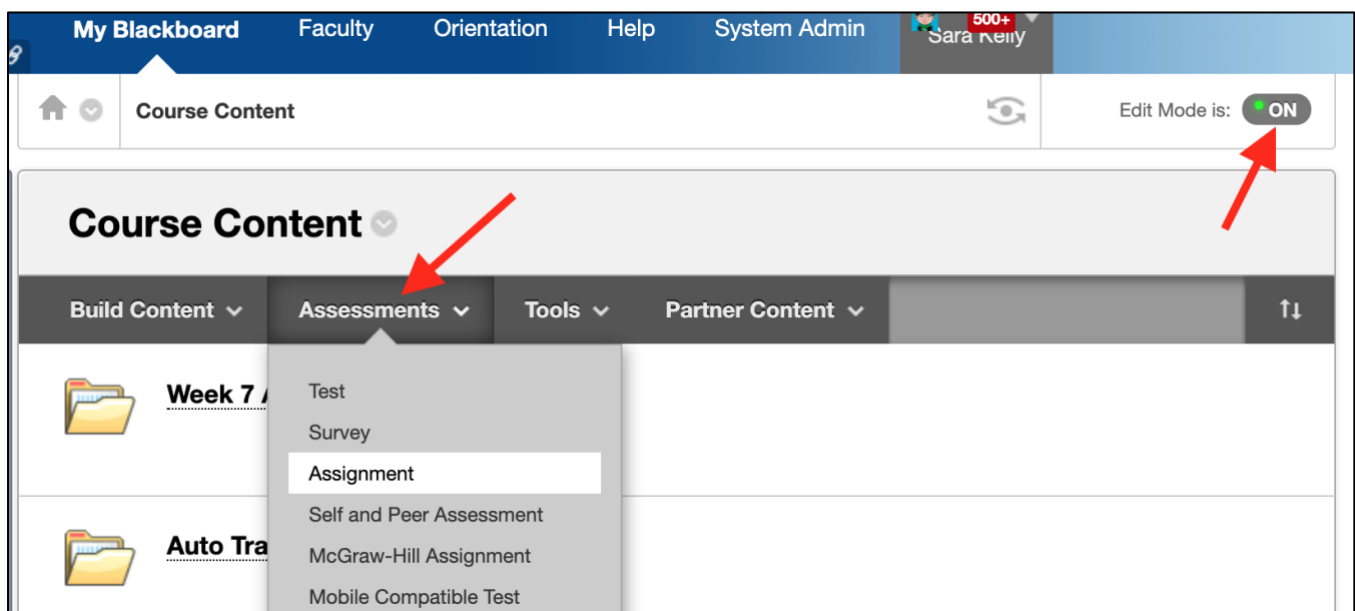 My Blackboard Faculty Orientation Help System Admin 500+
Sara Kelly
Course Content Edit Mode is: ON
Course Content
Build Content Assessments Tools Partner Content
Week 7 A
Test
Survey
Assignment
Self and Peer Assessment
Auto Tra
McGraw-Hill Assignment
Mobile Compatible Test